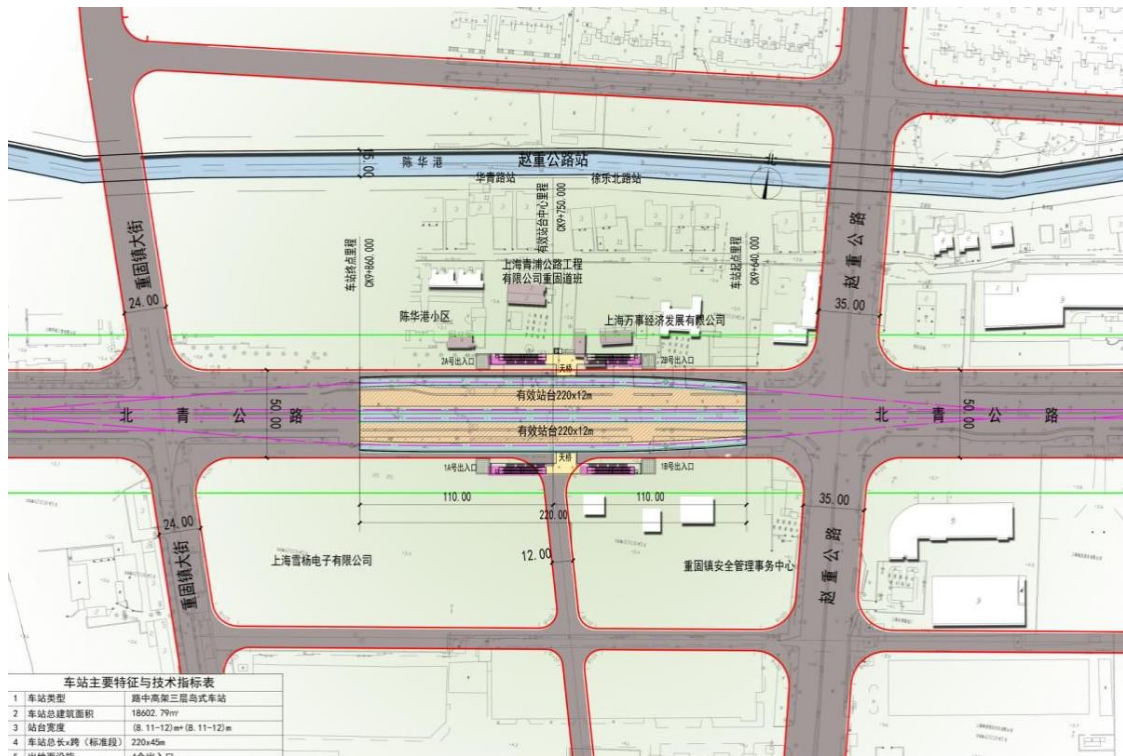 陈华港
赵重公路站
北
15.00
华青路站
徐乐北路站
有效站台中心里程
CK9+750.000
车站终点里程
CK9+860.000
车站起点里程
CK9+640.000
重固镇大街
24.00
赵重公路
35.00
上海青浦公路工程
有限公司重固道班
陈华港小区
上海万事经济发展有限公司
2A号出入口
天桥
2B号出入口
有效站台220x12m
北青公路
50.00
北青公路
50.00
有效站台220x12m
1A号出入口
天桥
1B号出入口
110.00
110.00
220.00
24.00
35.00
12.00
重固镇大街
上海雪杨电子有限公司
重固镇安全管理事务中心
赵重公路
车站主要特征与技术指标表
1 车站类型 路中高架三层岛式车站
2 车站总建筑面积 18602.79㎡
3 站台宽度 (8.11-12)m+(8.11-12)m
4 车站总长x跨（标准段） 220x45m